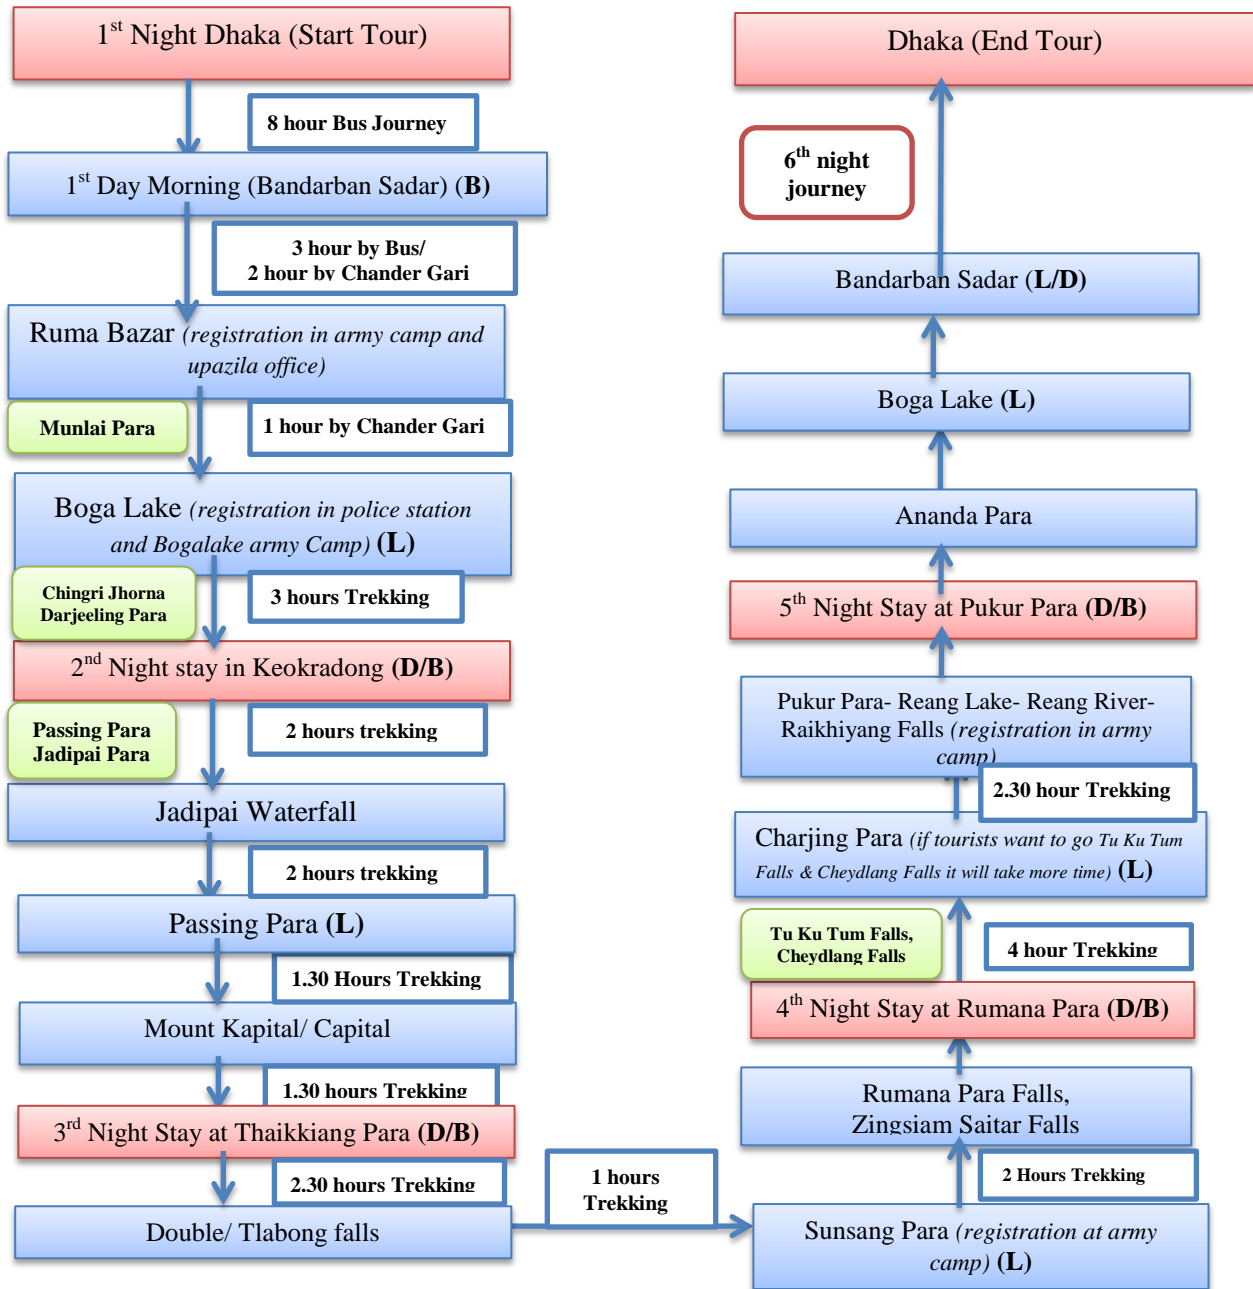 1st Night Dhaka (Start Tour)
8 hour Bus Journey
1st Day Morning (Bandarban Sadar) (B)
3 hour by Bus/
2 hour by Chander Gari
Ruma Bazar (registration in army camp and
upazila office)
Munlai Para
1 hour by Chander Gari
Boga Lake (registration in police station
and Bogalake army Camp) (L)
Chingri Jhorna
Darjeeling Para
3 hours Trekking
2nd Night stay in Keokradong (D/B)
Passing Para
Jadipai Para
2 hours trekking
Jadipai Waterfall
2 hours trekking
Passing Para (L)
1.30 Hours Trekking
Mount Kapital/ Capital
1.30 hours Trekking
3rd Night Stay at Thaikkiang Para (D/B)
2.30 hours Trekking
Double/ Tlabong falls
1 hours
Trekking
Sunsang Para (registration at army
camp) (L)
2 Hours Trekking
Rumana Para Falls,
Zingsiam Saitar Falls
4th Night Stay at Rumana Para (D/B)
Tu Ku Tum Falls,
Cheydlang Falls
4 hour Trekking
Charjing Para (if tourists want to go Tu Ku Tum
Falls & Cheydlang Falls it will take more time) (L)
2.30 hour Trekking
Pukur Para- Reang Lake- Reang River-
Raikhiyang Falls (registration in army
camp)
5th Night Stay at Pukur Para (D/B)
Ananda Para
Boga Lake (L)
Bandarban Sadar (L/D)
6th night
journey
Dhaka (End Tour)